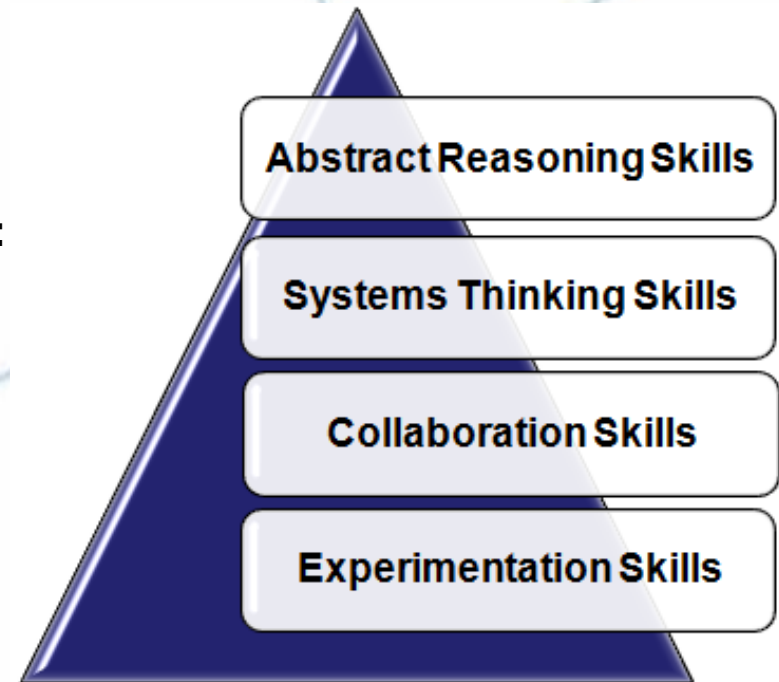 Abstract Reasoning Skills
:
Systems Thinking Skills
Collaboration Skills
Experimentation Skills